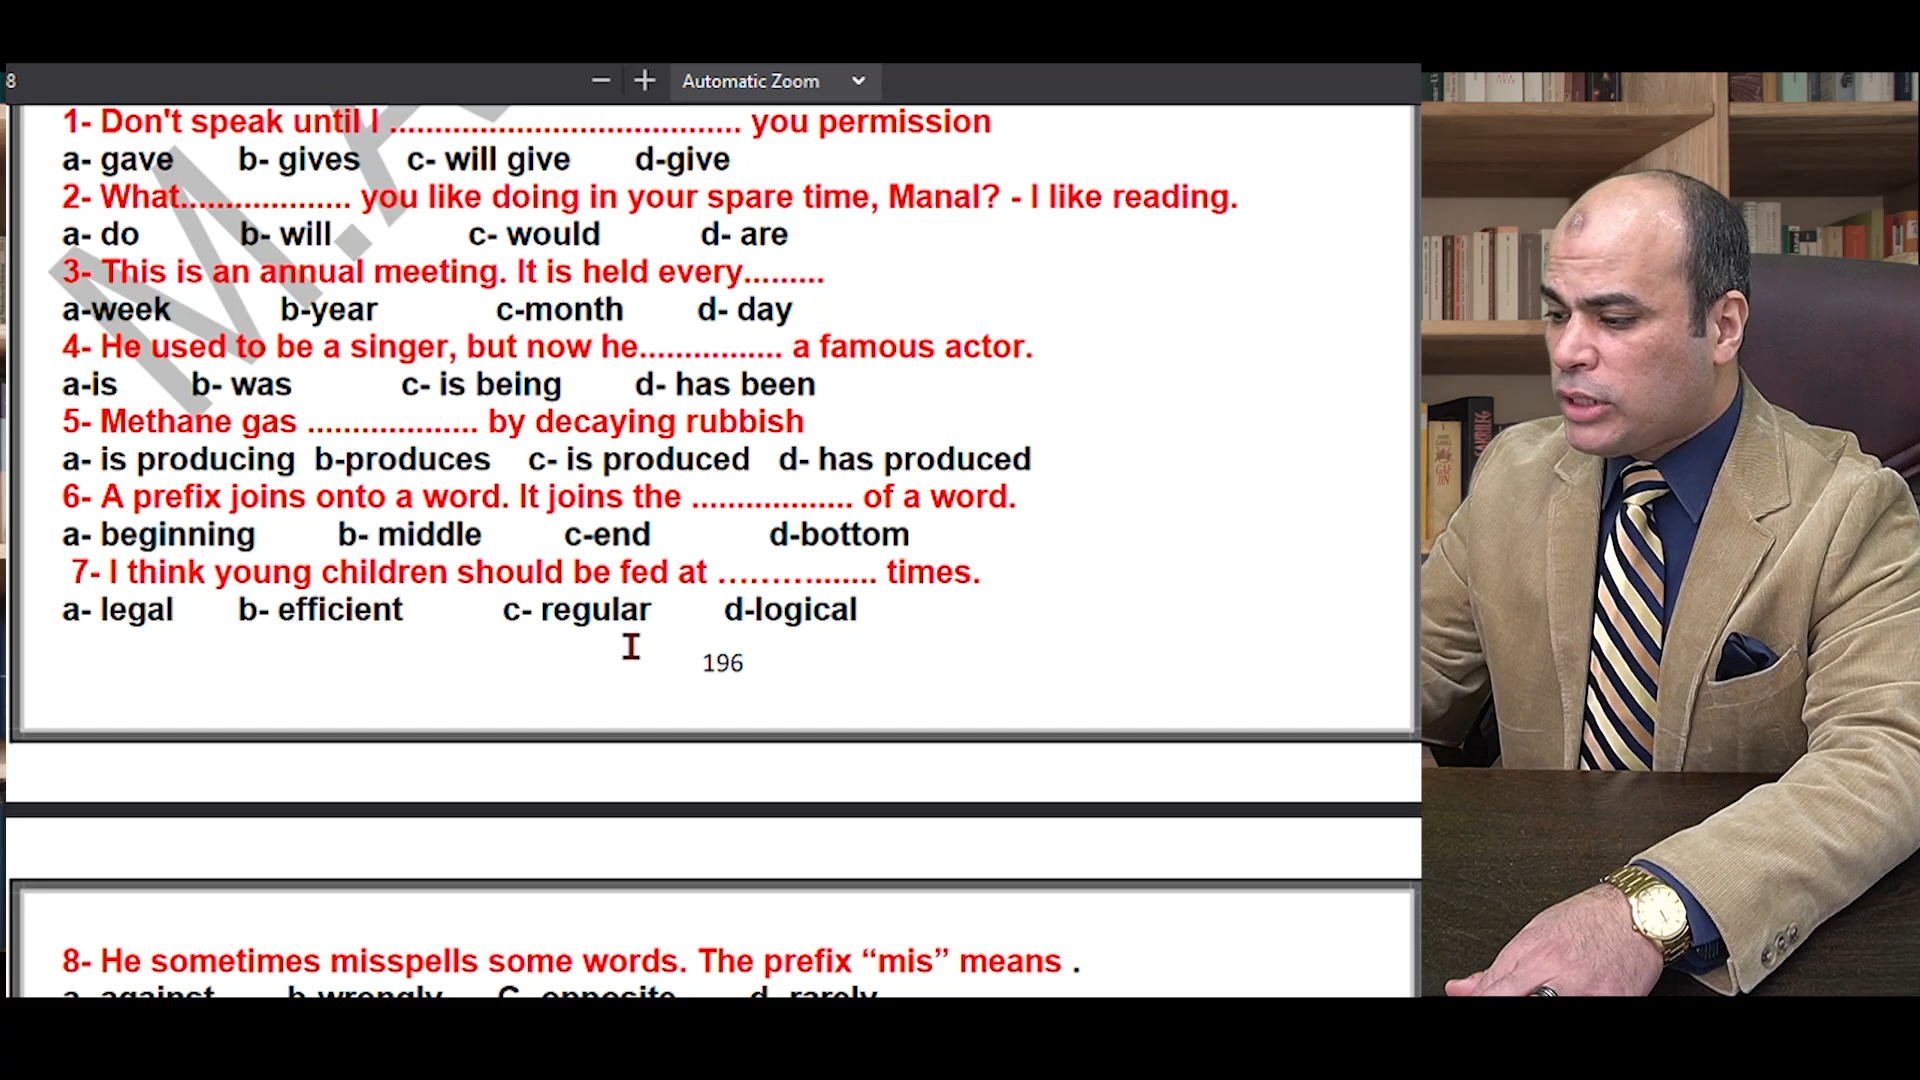 8
Automatic Zoom
1- Don't speak until I ....................................... you permission
a- gave b- gives c- will give d-give
2- What................... you like doing in your spare time, Manal? - I like reading.
a- do b- will c- would d- are
3- This is an annual meeting. It is held every.........
a-week b-year c-month d- day
4- He used to be a singer, but now he................ a famous actor.
a-is b- was c- is being d- has been
5- Methane gas ................... by decaying rubbish
a- is producing b-produces c- is produced d- has produced
6- A prefix joins onto a word. It joins the .................. of a word.
a- beginning b- middle c-end d-bottom
7- I think young children should be fed at ………........ times.
a- legal b- efficient c- regular d-logical
196
8- He sometimes misspells some words. The prefix “mis” means .
a- against b-wrongly C- opposite d- rarely